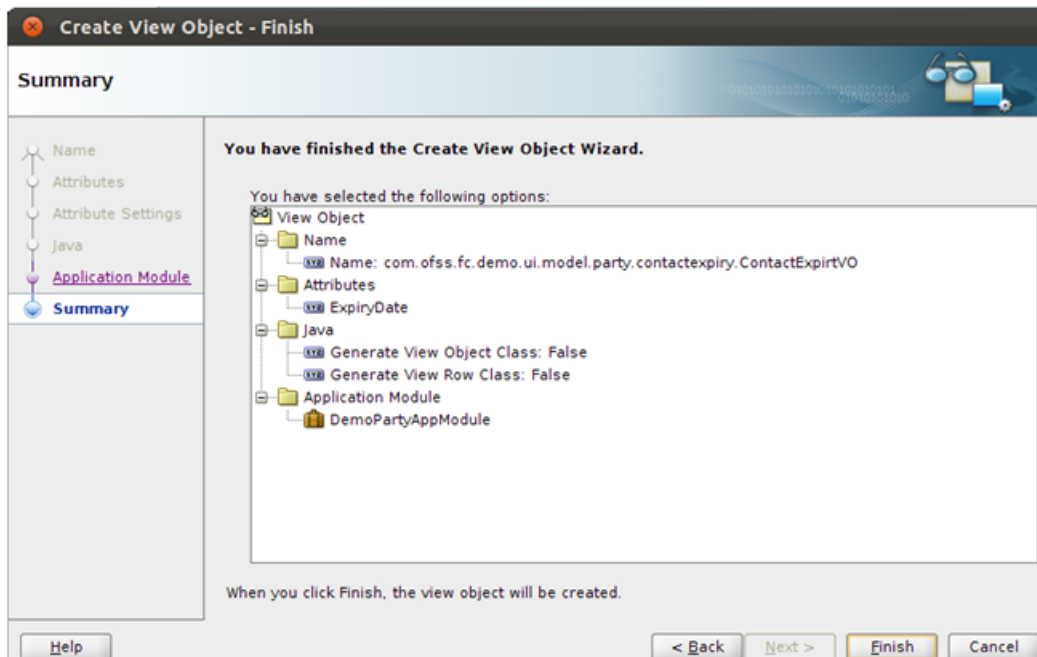 Create View Object - Finish
Summary
Name
Attributes
Attribute Settings
Java
Application Module
Summary
You have finished the Create View Object Wizard.
You have selected the following options:
View Object
Name
Name: com.ofss.fc.demo.ui.model.party.contactexpiry.ContactExpirtVO
Attributes
ExpiryDate
Java
Generate View Object Class: False
Generate View Row Class: False
Application Module
DemoPartyAppModule
When you click Finish, the view object will be created.
Help
< Back
Next >
Finish
Cancel